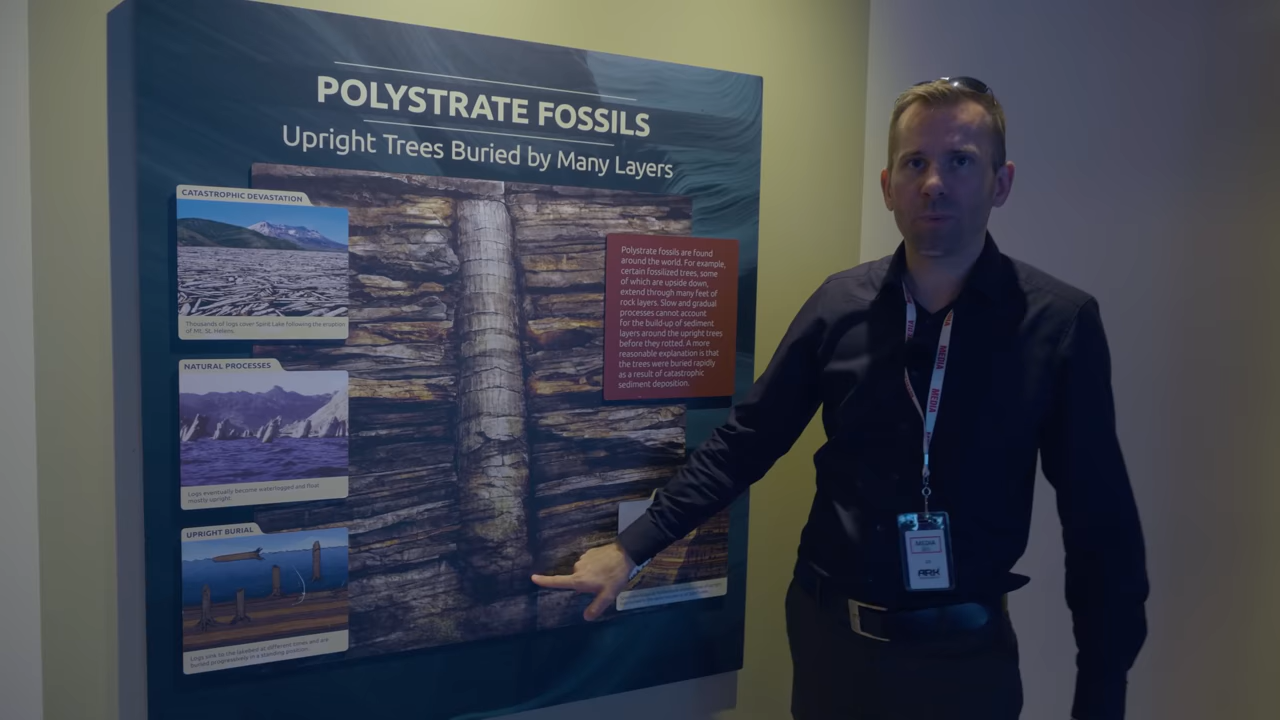 POLYSTRATE FOSSILS
Upright Trees Buried by Many Layers
CATASTROPHIC DEVASTATION
Thousands of logs cover Spirit Lake following the eruption
of Mt. St. Helens.
NATURAL PROCESSES
Logs eventually become waterlogged and float
mostly upright.
UPRIGHT BURIAL
Logs sink to the lakebed at different times and are
buried progressively in a standing position.
Polystrate fossils are found
around the world. For example,
certain fossilized trees, some
of which are upside down,
extend through many feet of
rock layers. Slow and gradual
processes cannot account
for the build-up of sediment
layers around the upright trees
before they rotted. A more
reasonable explanation is that
the trees were buried rapidly
as a result of catastrophic
sediment deposition.
MEDIA
MEDIA
MEDIA
ARK